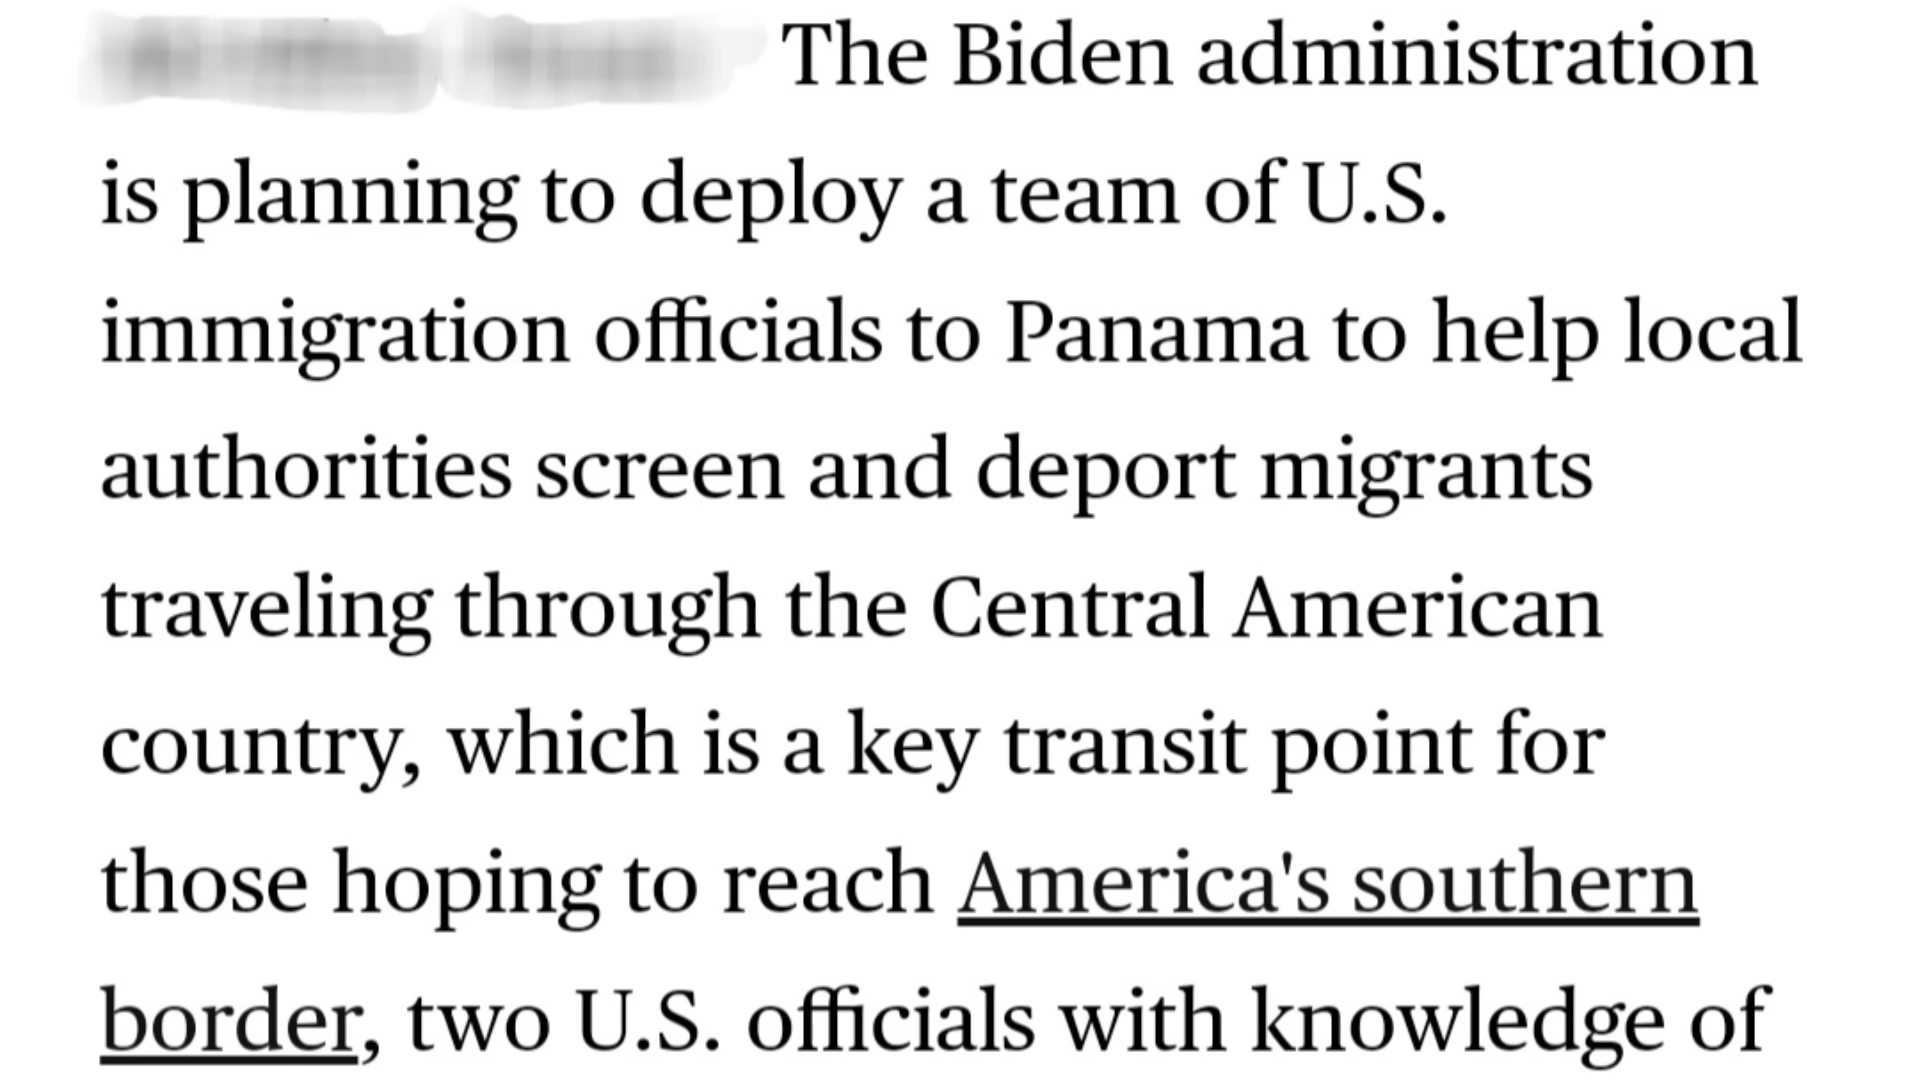 The Biden administration
is planning to deploy a team of U.S.
immigration officials to Panama to help local
authorities screen and deport migrants
traveling through the Central American
country, which is a key transit point for
those hoping to reach America's southern
border, two U.S. officials with knowledge of